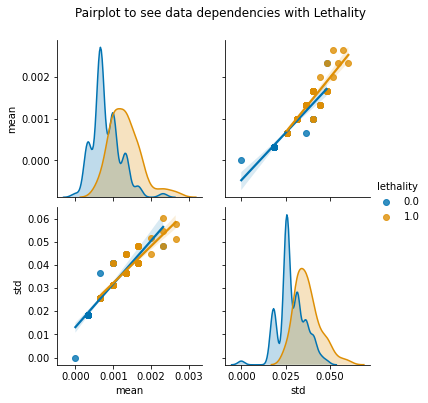 Pairplot to see data dependencies with Lethality
0.002
0.001
0.000
mean
lethality
0.0
1.0
0.06
0.05
0.04
0.03
0.02
0.01
0.00
std
0.000 0.001 0.002 0.003
mean
0.000 0.025 0.050
std